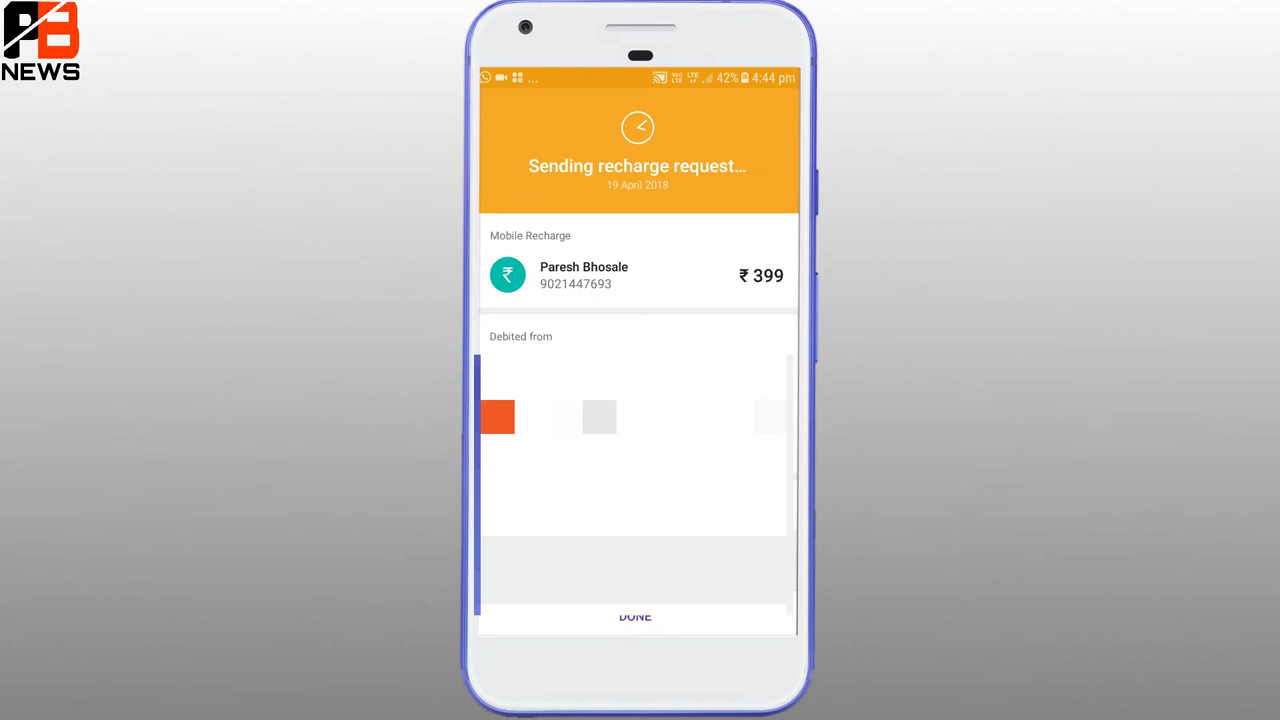 PB
NEWS
... 42% 4:44 pm
Sending recharge request...
19 April 2018
Mobile Recharge
Paresh Bhosale
₹ 399
9021447693
Debited from
DONE